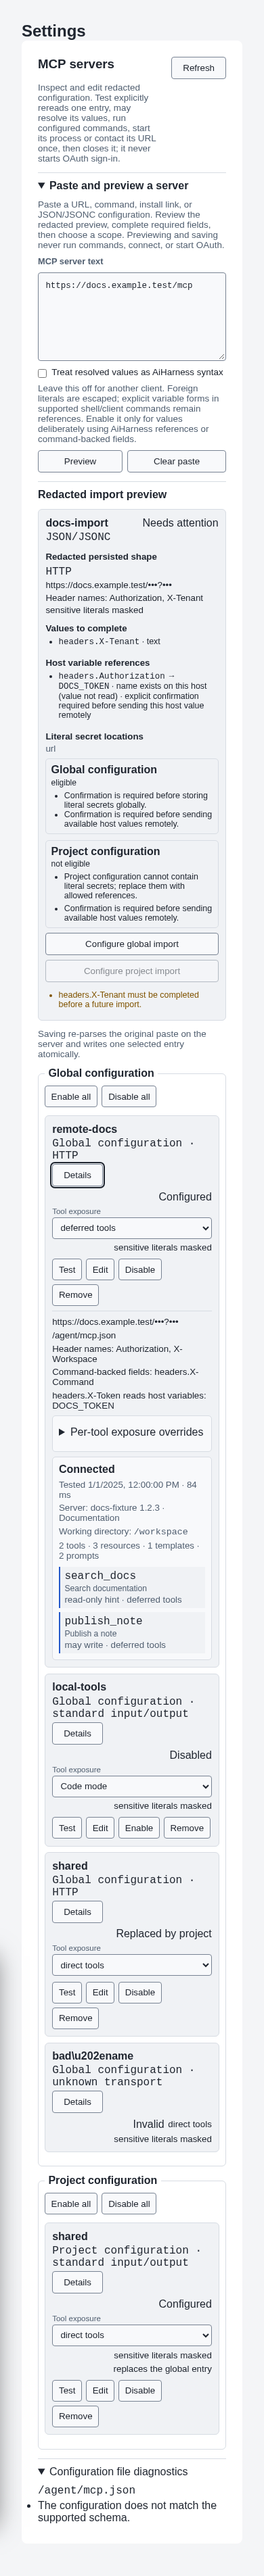 Settings
MCP servers
Refresh
Inspect and edit redacted
configuration. Test explicitly
rereads one entry, may
resolve its values, run
configured commands, start
its process or contact its URL
once, then closes it; it never
starts OAuth sign-in.
▼ Paste and preview a server
Paste a URL, command, install link, or
JSON/JSONC configuration. Review the
redacted preview, complete required fields,
then choose a scope. Previewing and saving
never run commands, connect, or start OAuth.
MCP server text
https://docs.example.test/mcp
Treat resolved values as AiHarness syntax
Leave this off for another client. Foreign
literals are escaped; explicit variable forms in
supported shell/client commands remain
references. Enable it only for values
deliberately using AiHarness references or
command-backed fields.
Preview
Clear paste
Redacted import preview
docs-import
Needs attention
JSON/JSONC
Redacted persisted shape
HTTP
https://docs.example.test/•••?•••
Header names: Authorization, X-Tenant
sensitive literals masked
Values to complete
• headers.X-Tenant · text
Host variable references
• headers.Authorization →
DOCS_TOKEN · name exists on this host
(value not read) · explicit confirmation
required before sending this host value
remotely
Literal secret locations
url
Global configuration
eligible
• Confirmation is required before storing
literal secrets globally.
• Confirmation is required before sending
available host values remotely.
Project configuration
not eligible
• Project configuration cannot contain
literal secrets; replace them with
allowed references.
• Confirmation is required before sending
available host values remotely.
Configure global import
Configure project import
• headers.X-Tenant must be completed
before a future import.
Saving re-parses the original paste on the
server and writes one selected entry
atomically.
Global configuration
Enable all
Disable all
remote-docs
Global configuration ·
HTTP
Details
Configured
Tool exposure
deferred tools
sensitive literals masked
Test
Edit
Disable
Remove
https://docs.example.test/•••?•••
/agent/mcp.json
Header names: Authorization, X-
Workspace
Command-backed fields: headers.X-
Command
headers.X-Token reads host variables:
DOCS_TOKEN
▶ Per-tool exposure overrides
Connected
Tested 1/1/2025, 12:00:00 PM · 84
ms
Server: docs-fixture 1.2.3 ·
Documentation
Working directory: /workspace
2 tools · 3 resources · 1 templates ·
2 prompts
search_docs
Search documentation
read-only hint · deferred tools
publish_note
Publish a note
may write · deferred tools
local-tools
Global configuration ·
standard input/output
Details
Disabled
Tool exposure
Code mode
sensitive literals masked
Test
Edit
Enable
Remove
shared
Global configuration ·
HTTP
Details
Replaced by project
Tool exposure
direct tools
Test
Edit
Disable
Remove
bad\u202ename
Global configuration ·
unknown transport
Details
Invalid direct tools
sensitive literals masked
Project configuration
Enable all
Disable all
shared
Project configuration ·
standard input/output
Details
Configured
Tool exposure
direct tools
sensitive literals masked
replaces the global entry
Test
Edit
Disable
Remove
▼ Configuration file diagnostics
/agent/mcp.json
• The configuration does not match the
supported schema.